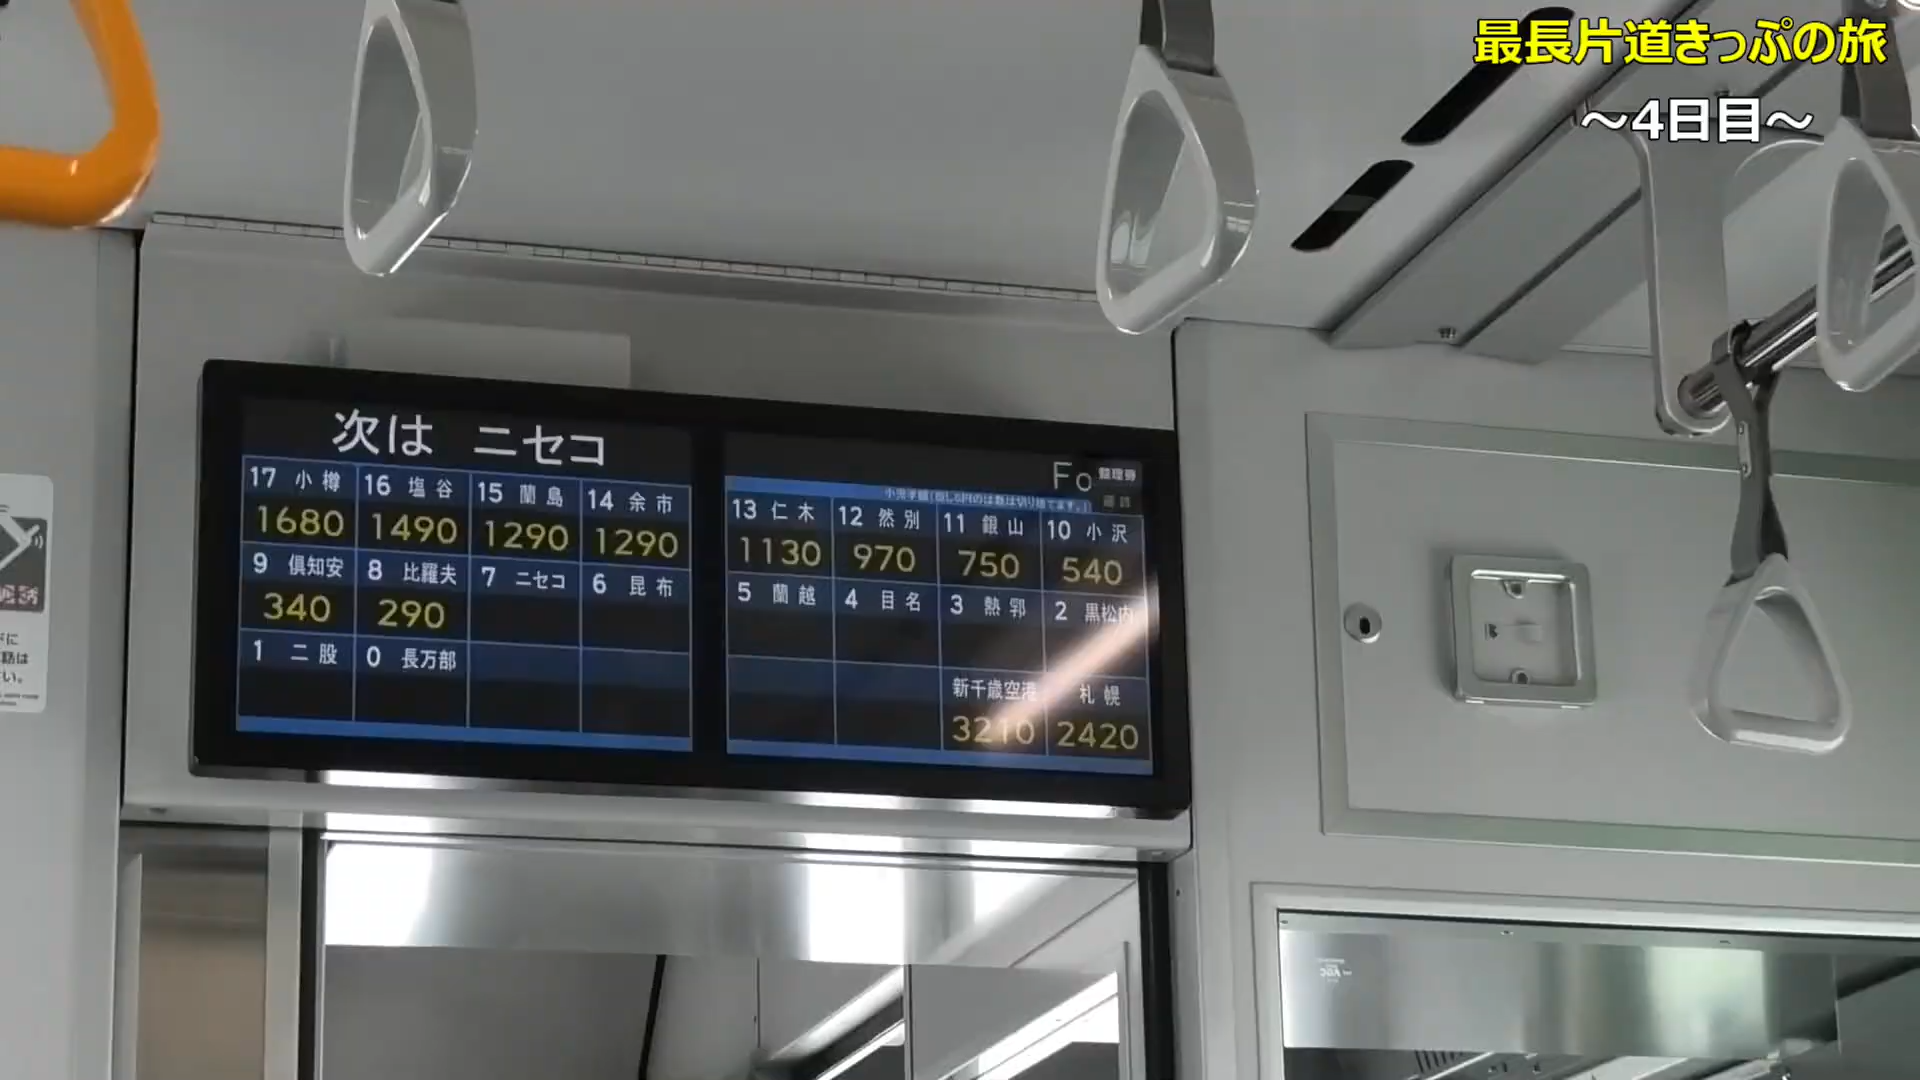 最長片道きっぷの旅
～4日目～
次は ニセコ
17 小樽 16 塩谷 15 蘭島 14 余市
1680 1490 1290 1290
9 倶知安 8 比羅夫 7 ニセコ 6 昆布
340 290
1 二股 0 長万部
Fo 整理券
13 仁木 12 然別 11 銀山 10 小沢
1130 970 750 540
5 蘭越 4 目名 3 熱郛 2 黒松内
新千歳空港 札幌
3210 2420